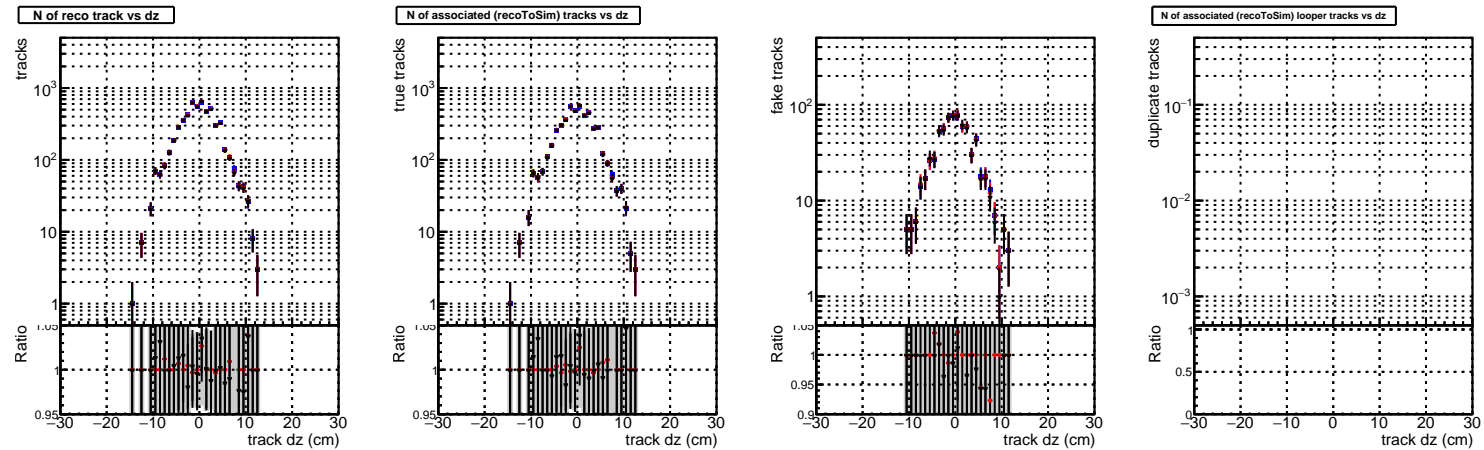 N of reco track vs dz
tracks
10³
10²
10
1
Ratio
1.05
1
0.95
−30 −20 −10 0 10 20 30
track dz (cm)
N of associated (recoToSim) tracks vs dz
true tracks
10³
10²
10
1
Ratio
1.05
1
0.95
−30 −20 −10 0 10 20 30
track dz (cm)
fake tracks
10²
10
1
Ratio
1
0.95
0.9
−30 −20 −10 0 10 20 30
track dz (cm)
N of associated (recoToSim) looper tracks vs dz
duplicate tracks
10⁻¹
10⁻²
10⁻³
Ratio
1
0.5
0
−30 −20 −10 0 10 20 30
track dz (cm)